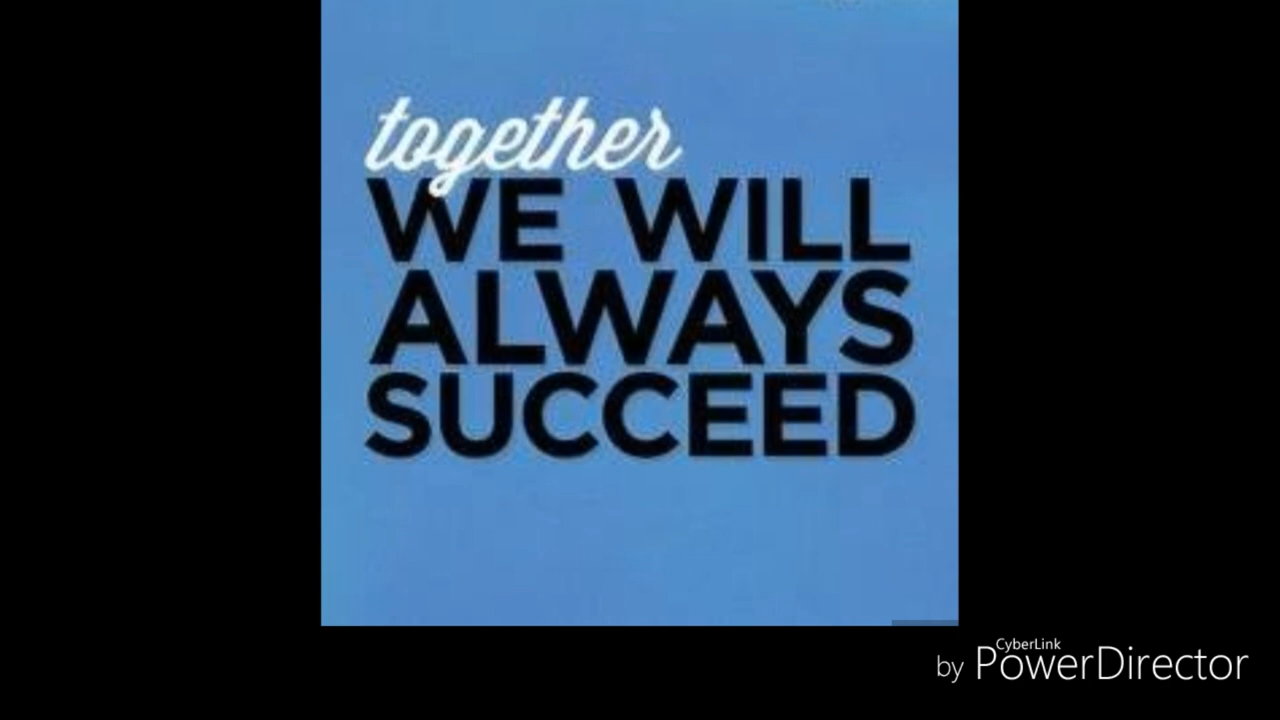 together
WE WILL
ALWAYS
SUCCEED
CyberLink
by PowerDirector